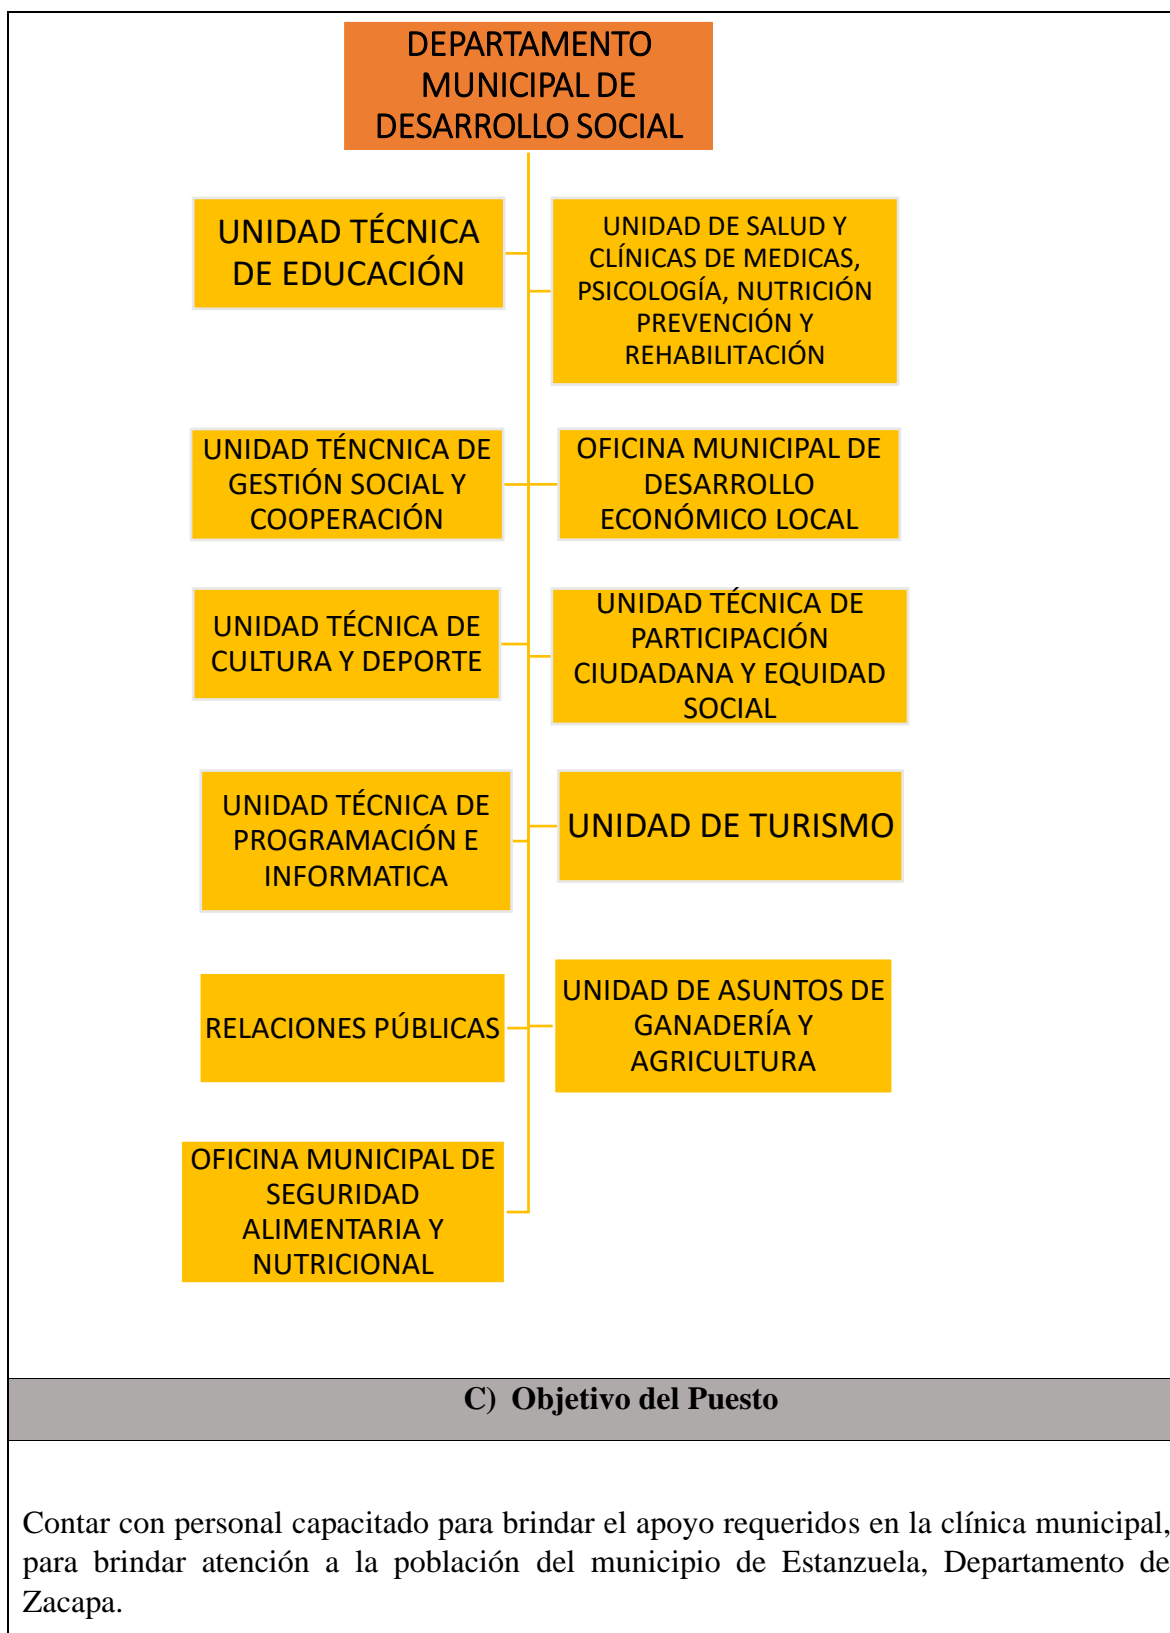 DEPARTAMENTO
MUNICIPAL DE
DESARROLLO SOCIAL
UNIDAD TÉCNICA
DE EDUCACIÓN
UNIDAD DE SALUD Y
CLÍNICAS DE MEDICAS,
PSICOLOGÍA, NUTRICIÓN
PREVENCIÓN Y
REHABILITACIÓN
UNIDAD TÉNCNICA DE
GESTIÓN SOCIAL Y
COOPERACIÓN
OFICINA MUNICIPAL DE
DESARROLLO
ECONÓMICO LOCAL
UNIDAD TÉCNICA DE
CULTURA Y DEPORTE
UNIDAD TÉCNICA DE
PARTICIPACIÓN
CIUDADANA Y EQUIDAD
SOCIAL
UNIDAD TÉCNICA DE
PROGRAMACIÓN E
INFORMATICA
UNIDAD DE TURISMO
RELACIONES PÚBLICAS
UNIDAD DE ASUNTOS DE
GANADERÍA Y
AGRICULTURA
OFICINA MUNICIPAL DE
SEGURIDAD
ALIMENTARIA Y
NUTRICIONAL
C) Objetivo del Puesto
Contar con personal capacitado para brindar el apoyo requeridos en la clínica municipal,
para brindar atención a la población del municipio de Estanzuela, Departamento de
Zacapa.